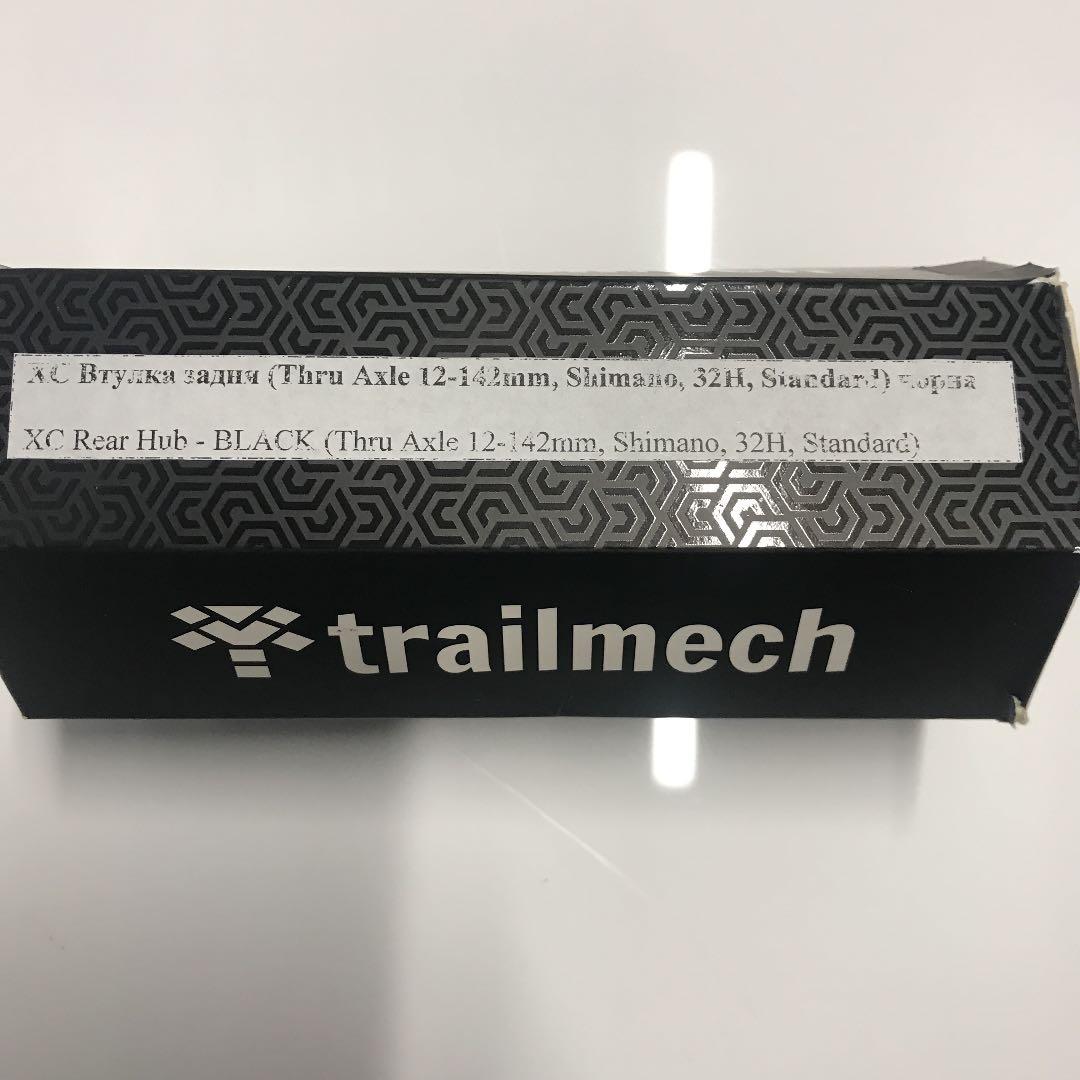 XC Втулка задня (Thru Axle 12-142mm, Shimano, 32H, Standard) чорна
XC Rear Hub - BLACK (Thru Axle 12-142mm, Shimano, 32H, Standard)
trailmech